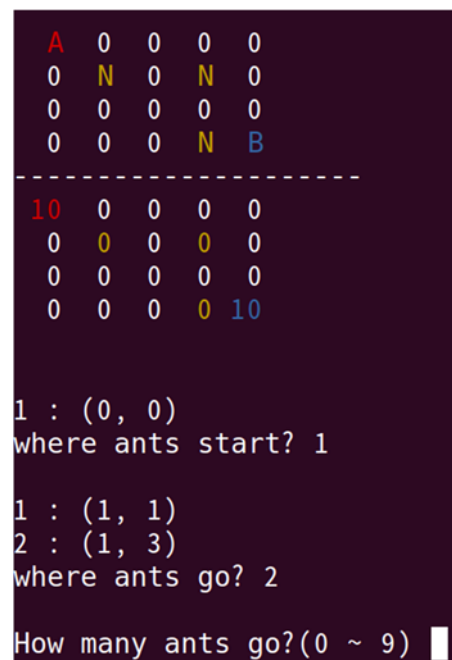 A 0 0 0 0
0 N 0 N 0
0 0 0 0 0
0 0 0 N B
---------------------
10 0 0 0 0
0 0 0 0 0
0 0 0 0 0
0 0 0 0 10
1 : (0, 0)
where ants start? 1
1 : (1, 1)
2 : (1, 3)
where ants go? 2
How many ants go?(0 ~ 9)